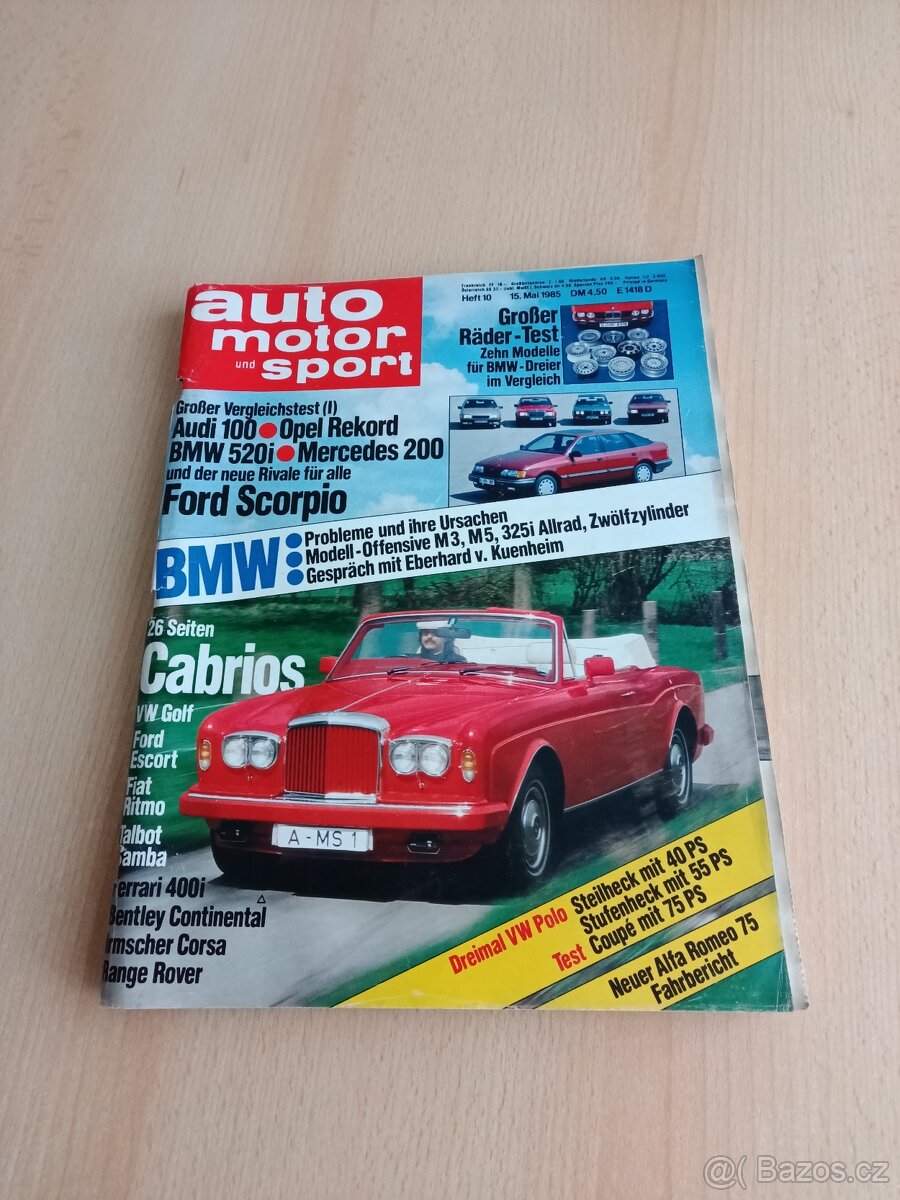 auto
motor
und sport
Heft 10 15. Mai 1985 DM 4,50 E 1418 D
Printed in Germany
Großer
Räder-Test
Zehn Modelle
für BMW-Dreier
im Vergleich
Großer Vergleichstest (I)
Audi 100 ● Opel Rekord
BMW 520i ● Mercedes 200
und der neue Rivale für alle
Ford Scorpio
BMW
Probleme und ihre Ursachen
Modell-Offensive M3, M5, 325i Allrad, Zwölfzylinder
Gespräch mit Eberhard v. Kuenheim
26 Seiten
Cabrios
VW Golf
Ford
Escort
Fiat
Ritmo
Talbot
Samba
Ferrari 400i
Bentley Continental
Irmscher Corsa
Range Rover
A-MS 1
Dreimal VW Polo
Test
Steilheck mit 40 PS
Stufenheck mit 55 PS
Coupe mit 75 PS
Neuer Alfa Romeo 75
Fahrbericht
@ Bazos.cz